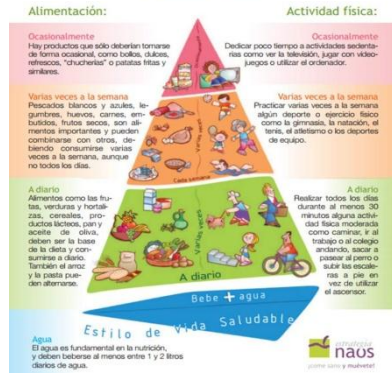 Alimentación:
Actividad física:
Ocasionalmente
Hay productos que sólo deberían tomarse
de forma ocasional, como bollos, dulces,
refrescos, "chucherías" o patatas fritas y
similares.
Ocasionalmente
Dedicar poco tiempo a actividades sedenta-
rias como ver la televisión, jugar con video-
juegos o utilizar el ordenador.
Varias veces a la semana
Pescados blancos y azules, le-
gumbres, huevos, carnes, em-
butidos, frutos secos, son ali-
mentos importantes y pueden
combinarse con otros, de-
biendo consumirse varias
veces a la semana, aunque
no todos los días.
Varias veces a la semana
Practicar varias veces a la semana
algún deporte o ejercicio físico
como la gimnasia, la natación, el
tenis, el atletismo o los deportes
de equipo.
Cada semana
Varias veces
A diario
Alimentos como las fru-
tas, verduras y hortali-
zas, cereales, pro-
ductos lácteos, pan y
aceite de oliva,
deben ser la base
de la dieta y con-
sumirse a diario.
También el arroz
y la pasta pue-
den alternarse.
A diario
Realizar todos los días
durante al menos 30
minutos alguna activi-
dad física moderada
como caminar, ir al
trabajo o al colegio
andando, sacar a
pasear al perro o
subir las escale-
ras a pie en
vez de utilizar
el ascensor.
Varias veces
A diario
Bebe + agua
Estilo de Vida Saludable
Agua
El agua es fundamental en la nutrición,
y deben beberse al menos entre 1 y 2 litros
diarios de agua.
naos
¡come sano y muévete!